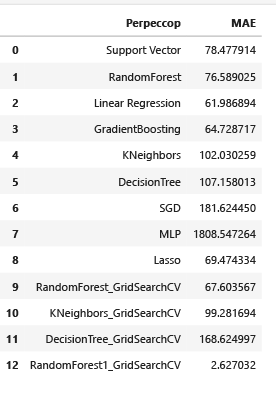 Perpeccop MAE
0 Support Vector 78.477914
1 RandomForest 76.589025
2 Linear Regression 61.986894
3 GradientBoosting 64.728717
4 KNeighbors 102.030259
5 DecisionTree 107.158013
6 SGD 181.624450
7 MLP 1808.547264
8 Lasso 69.474334
9 RandomForest_GridSearchCV 67.603567
10 KNeighbors_GridSearchCV 99.281694
11 DecisionTree_GridSearchCV 168.624997
12 RandomForest1_GridSearchCV 2.627032